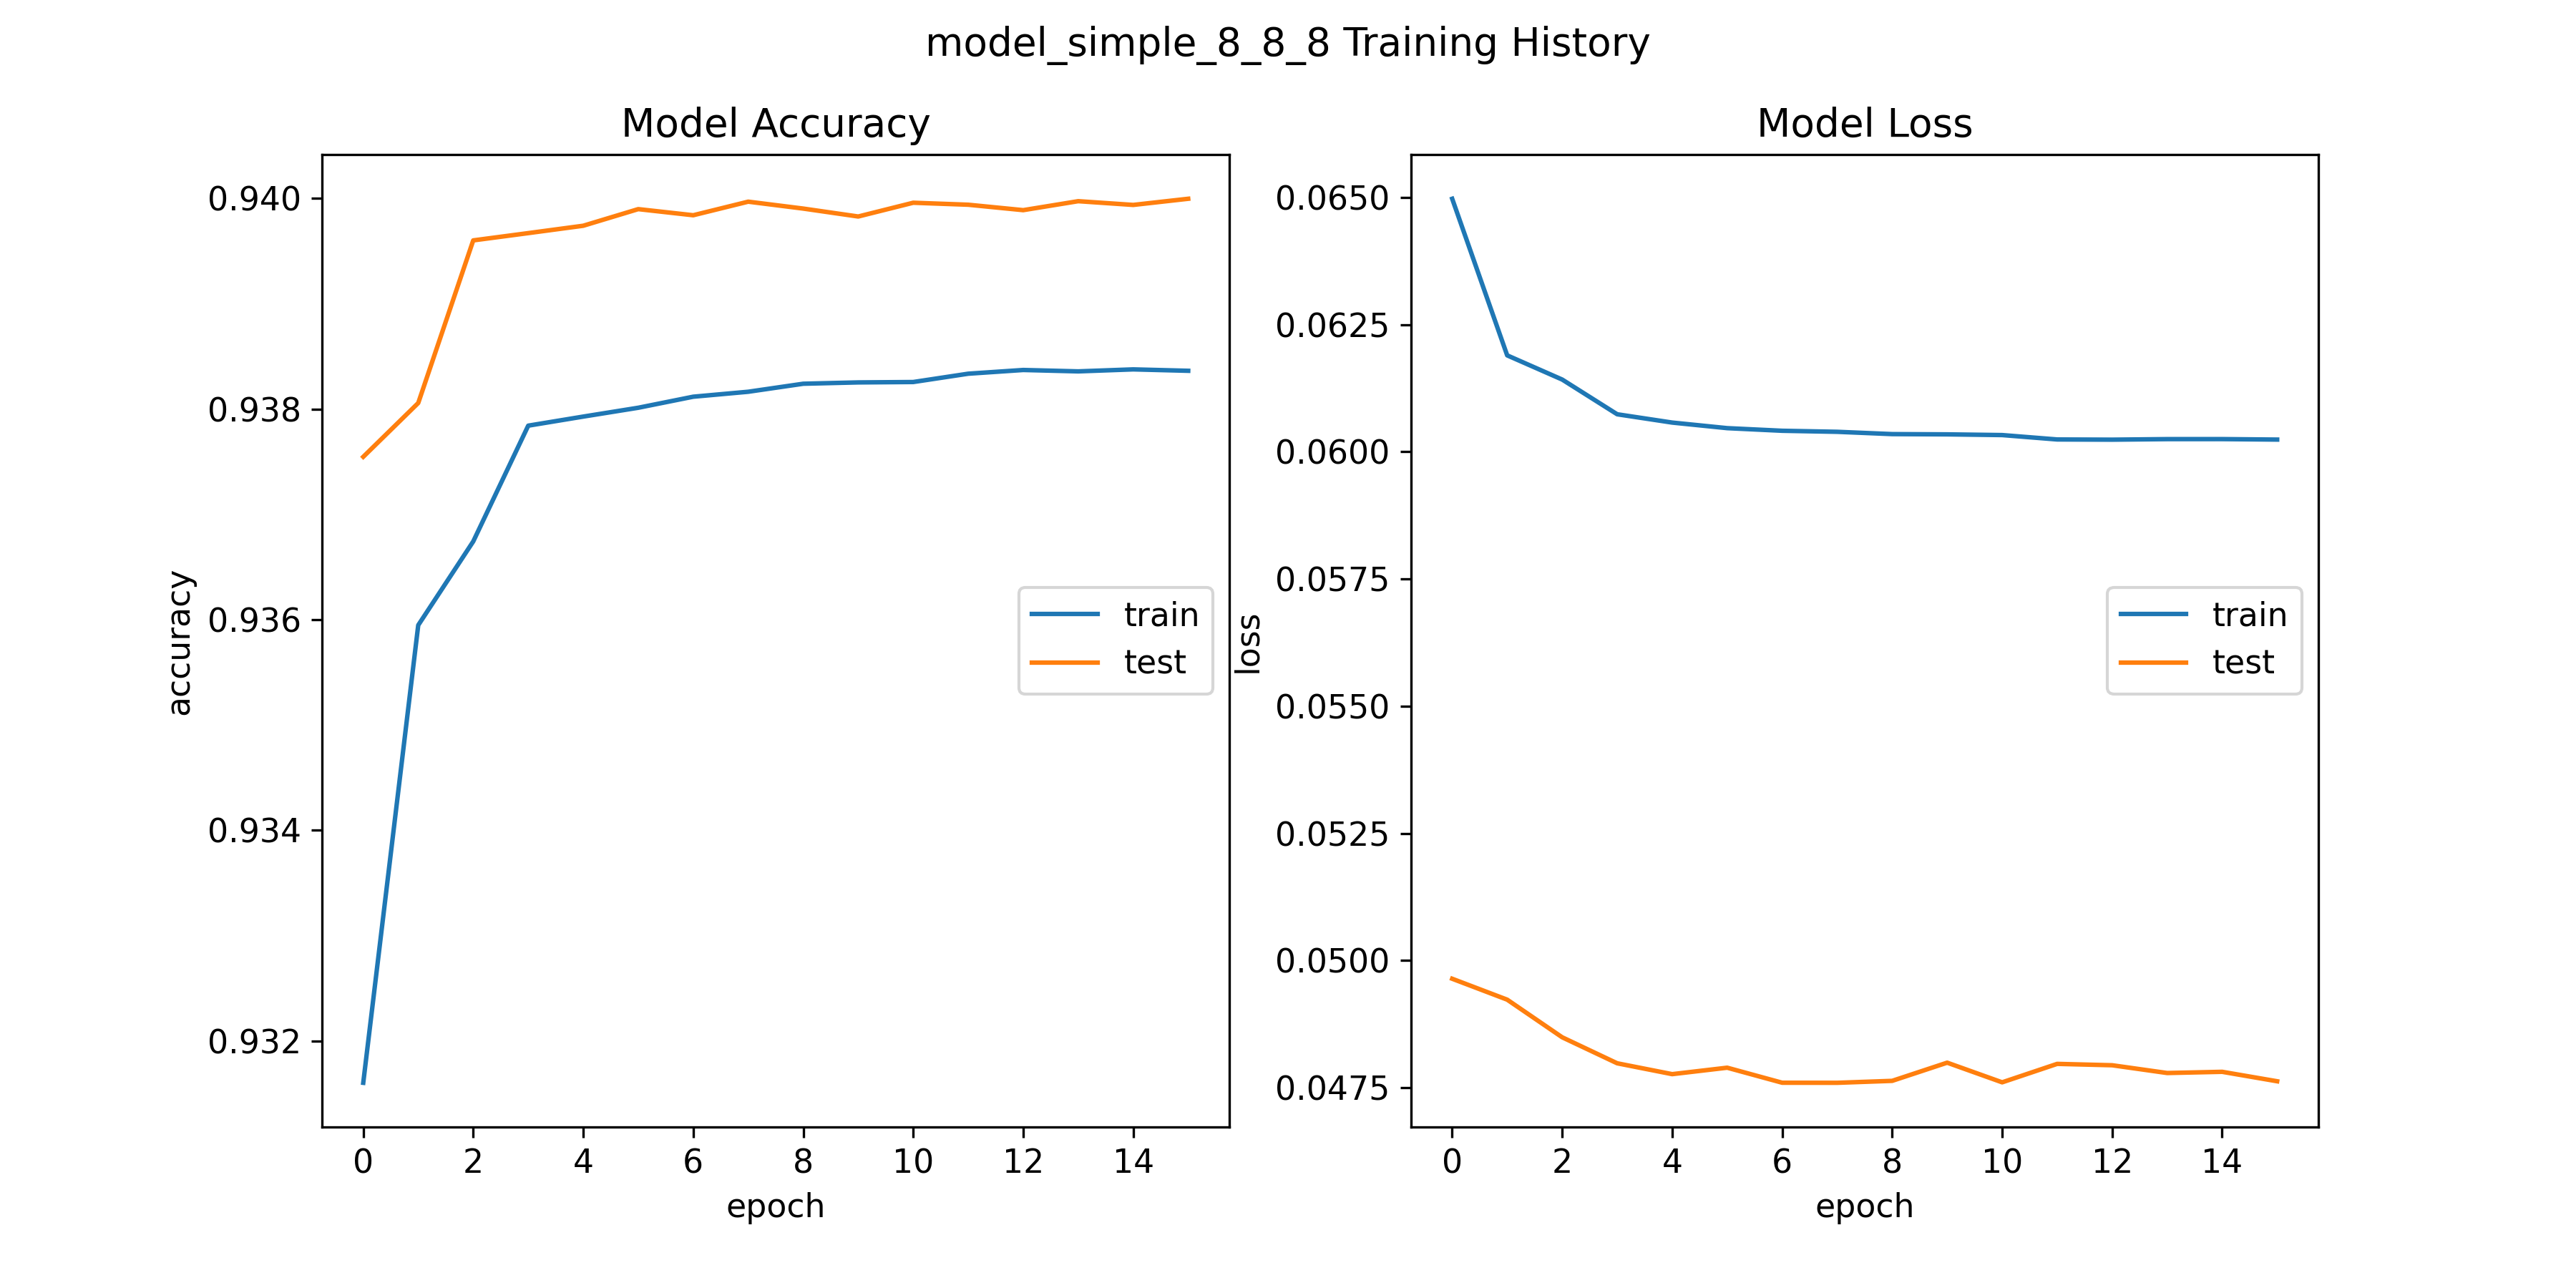 model_simple_8_8_8 Training History
Model Accuracy
0.940
0.938
0.936
0.934
0.932
accuracy
0 2 4 6 8 10 12 14
epoch
train
test
Model Loss
0.0650
0.0625
0.0600
0.0575
0.0550
0.0525
0.0500
0.0475
loss
0 2 4 6 8 10 12 14
epoch
train
test